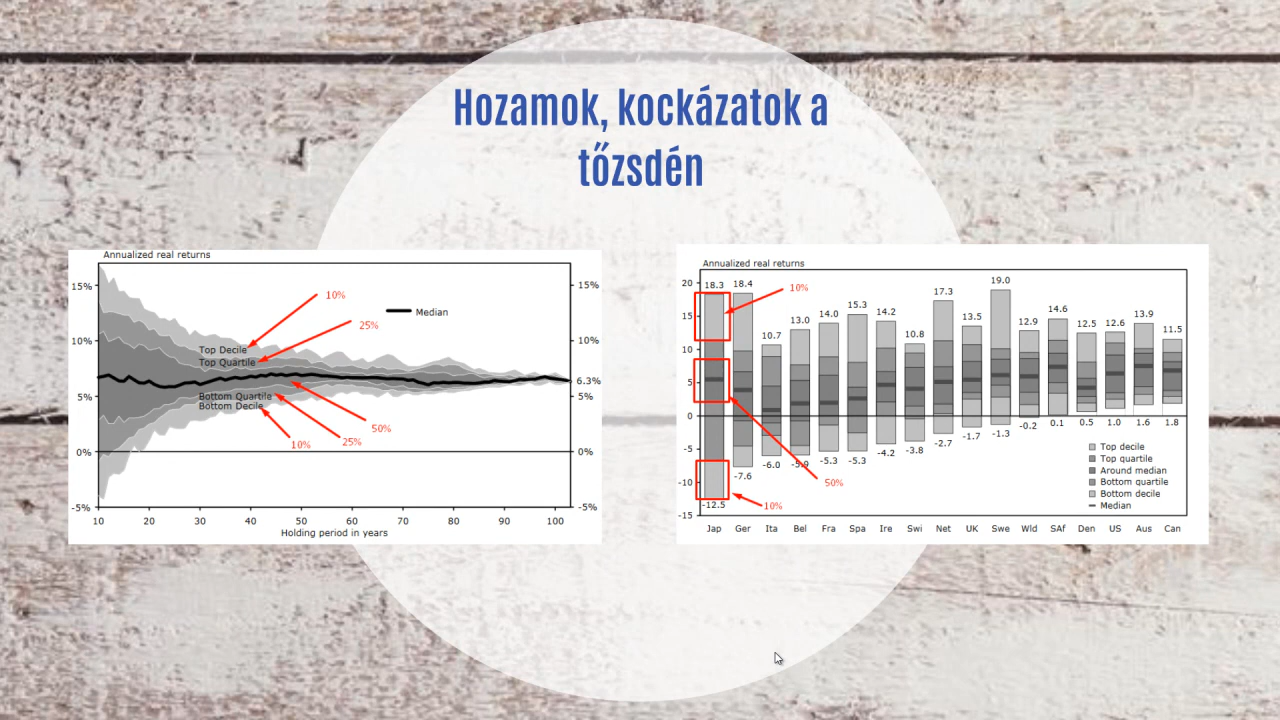 Hozamok, kockázatok a
tőzsdén
Annualized real returns
15%
10%
5%
0%
-5%
10%
25%
Median
Top Decile
Top Quartile
Bottom Quartile
Bottom Decile
50%
25%
10%
15%
10%
6.3%
5%
0%
-5%
10 20 30 40 50 60 70 80 90 100
Holding period in years
Annualized real returns
20
15
10
5
0
-5
-10
-15
18.3 18.4 10.7 13.0 14.0 15.3 14.2 10.8 17.3 13.5 19.0 12.9 14.6 12.5 12.6 13.9 11.5
10%
-12.5 -7.6 -6.0 -5.9 -5.3 -5.3 -4.2 -3.8 -2.7 -1.7 -1.3 -0.2 0.1 0.5 1.0 1.6 1.8
50%
10%
Top decile
Top quartile
Around median
Bottom quartile
Bottom decile
Median
Jap Ger Ita Bel Fra Spa Ire Swi Net UK Swe Wld SAf Den US Aus Can